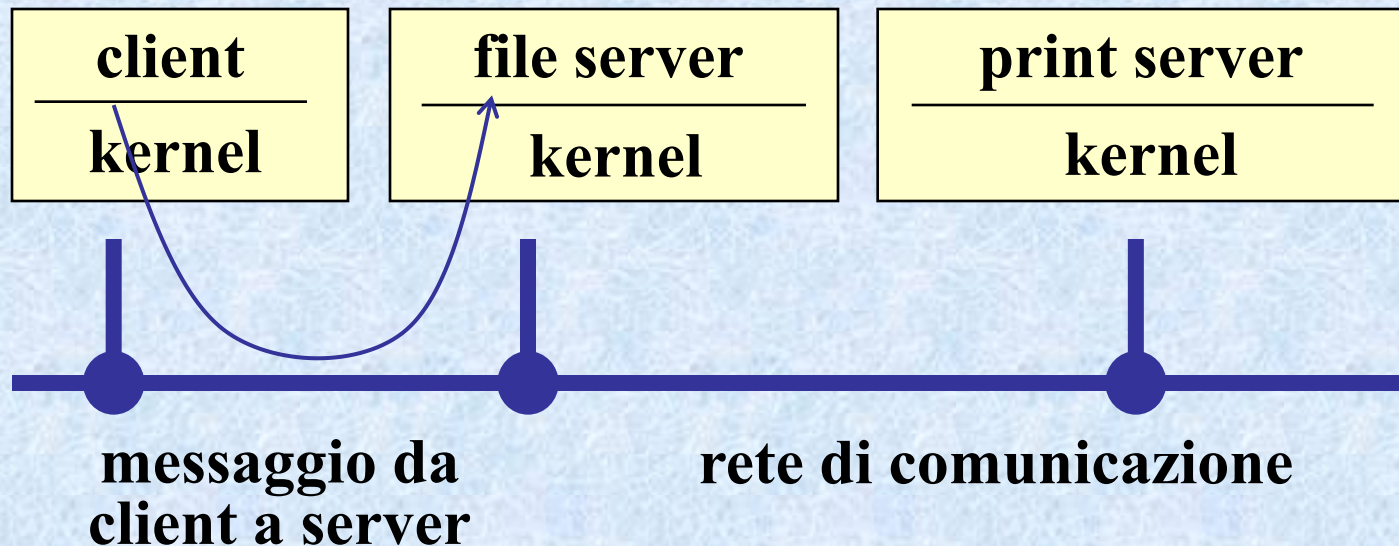 client
kernel
file server
kernel
print server
kernel
messaggio da
client a server
rete di comunicazione